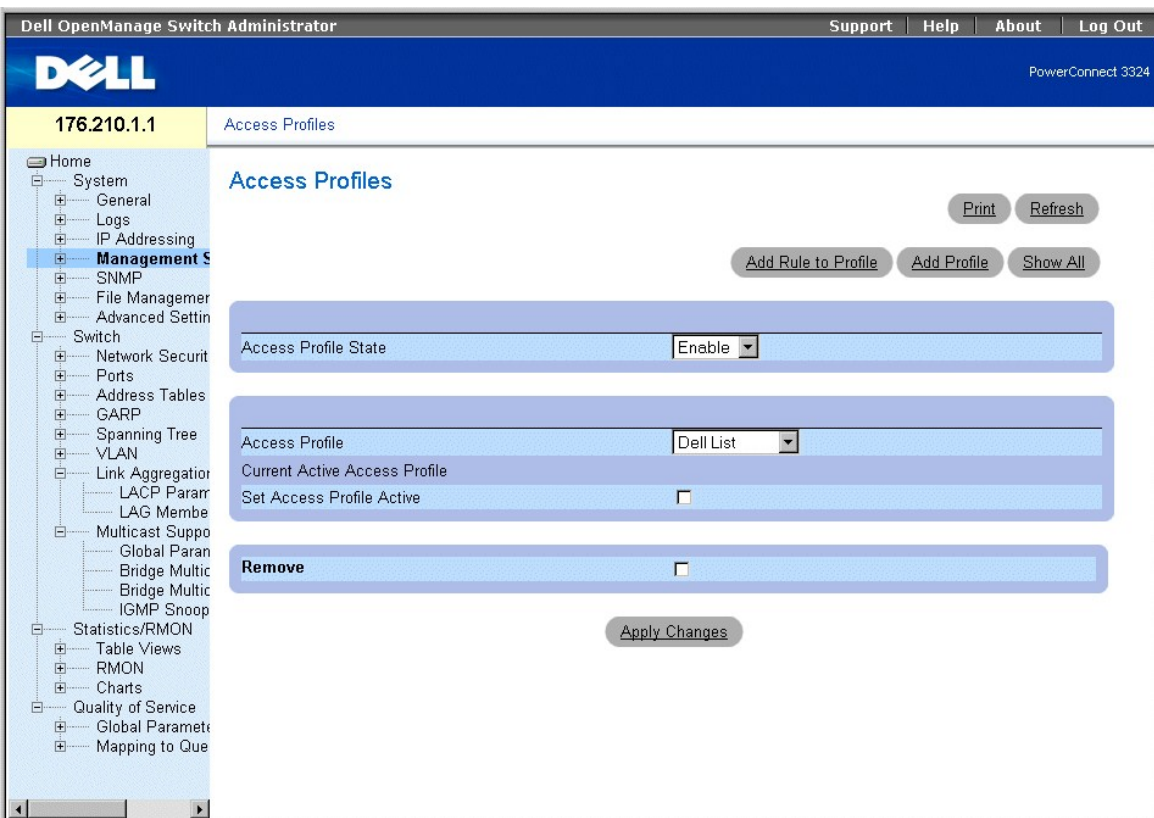 Dell OpenManage Switch Administrator Support Help About Log Out
DELL
PowerConnect 3324
176.210.1.1
Access Profiles
Home
System
General
Logs
IP Addressing
Management S
SNMP
File Managemer
Advanced Settin
Switch
Network Securit
Ports
Address Tables
GARP
Spanning Tree
VLAN
Link Aggregation
LACP Param
LAG Membe
Multicast Suppo
Global Paran
Bridge Multic
Bridge Multic
IGMP Snoop
Statistics/RMON
Table Views
RMON
Charts
Quality of Service
Global Paramete
Mapping to Que
Access Profiles
Print Refresh
Add Rule to Profile Add Profile Show All
Access Profile State Enable
Access Profile Dell List
Current Active Access Profile
Set Access Profile Active
Remove
Apply Changes